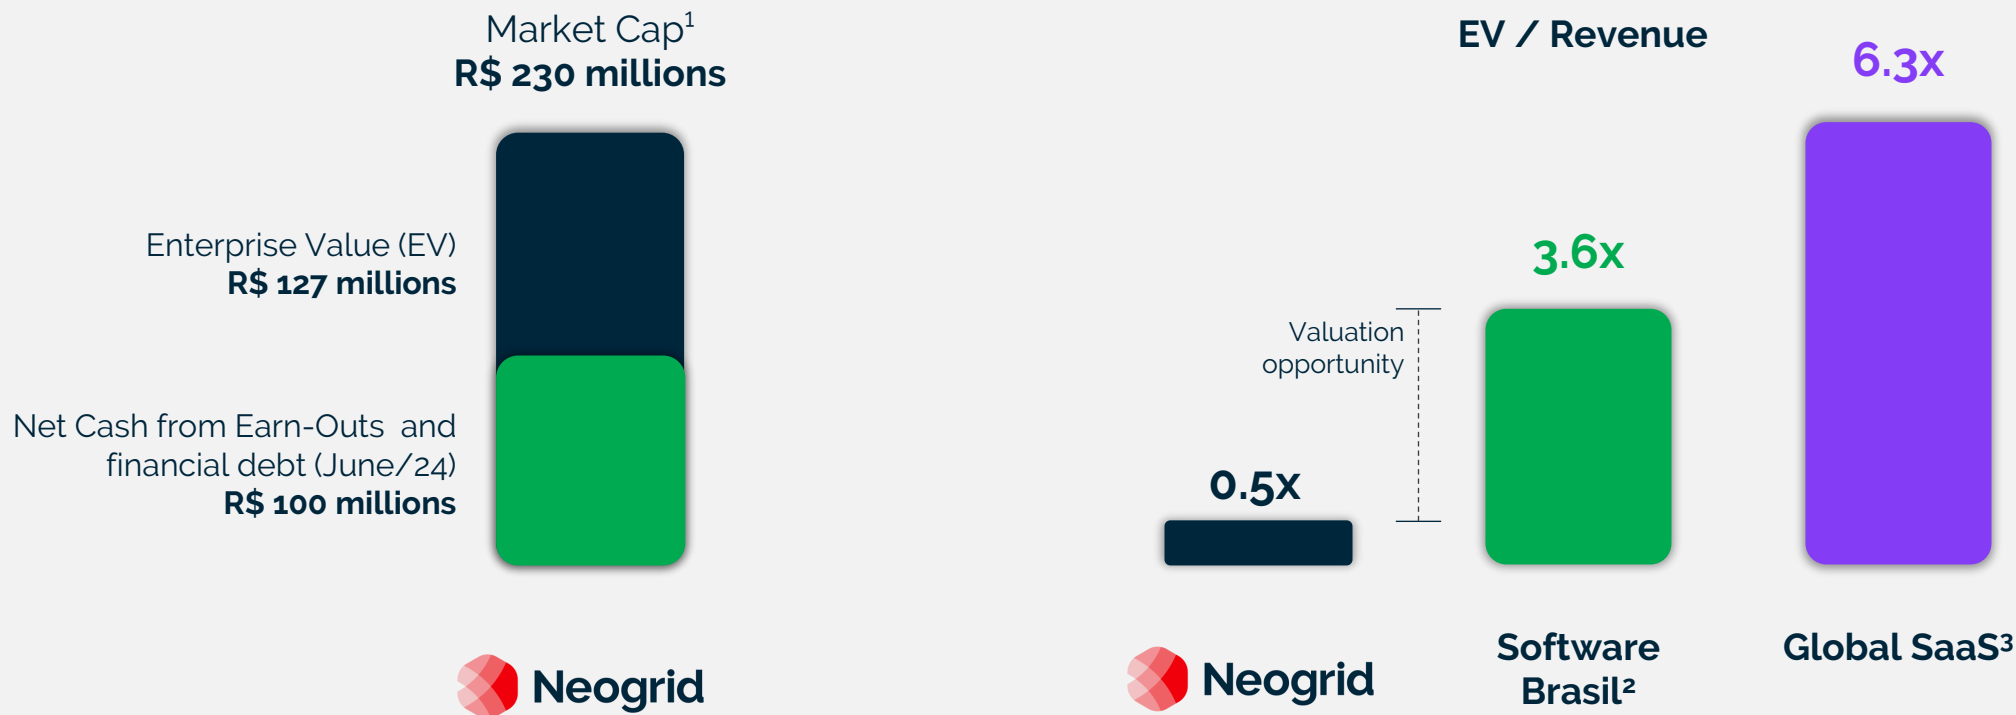 Market Cap¹
R$ 230 millions
Enterprise Value (EV)
R$ 127 millions
Net Cash from Earn-Outs and
financial debt (June/24)
R$ 100 millions
Neogrid
EV / Revenue
6.3x
3.6x
Valuation
opportunity
0.5x
Neogrid
Software
Brasil²
Global SaaS³